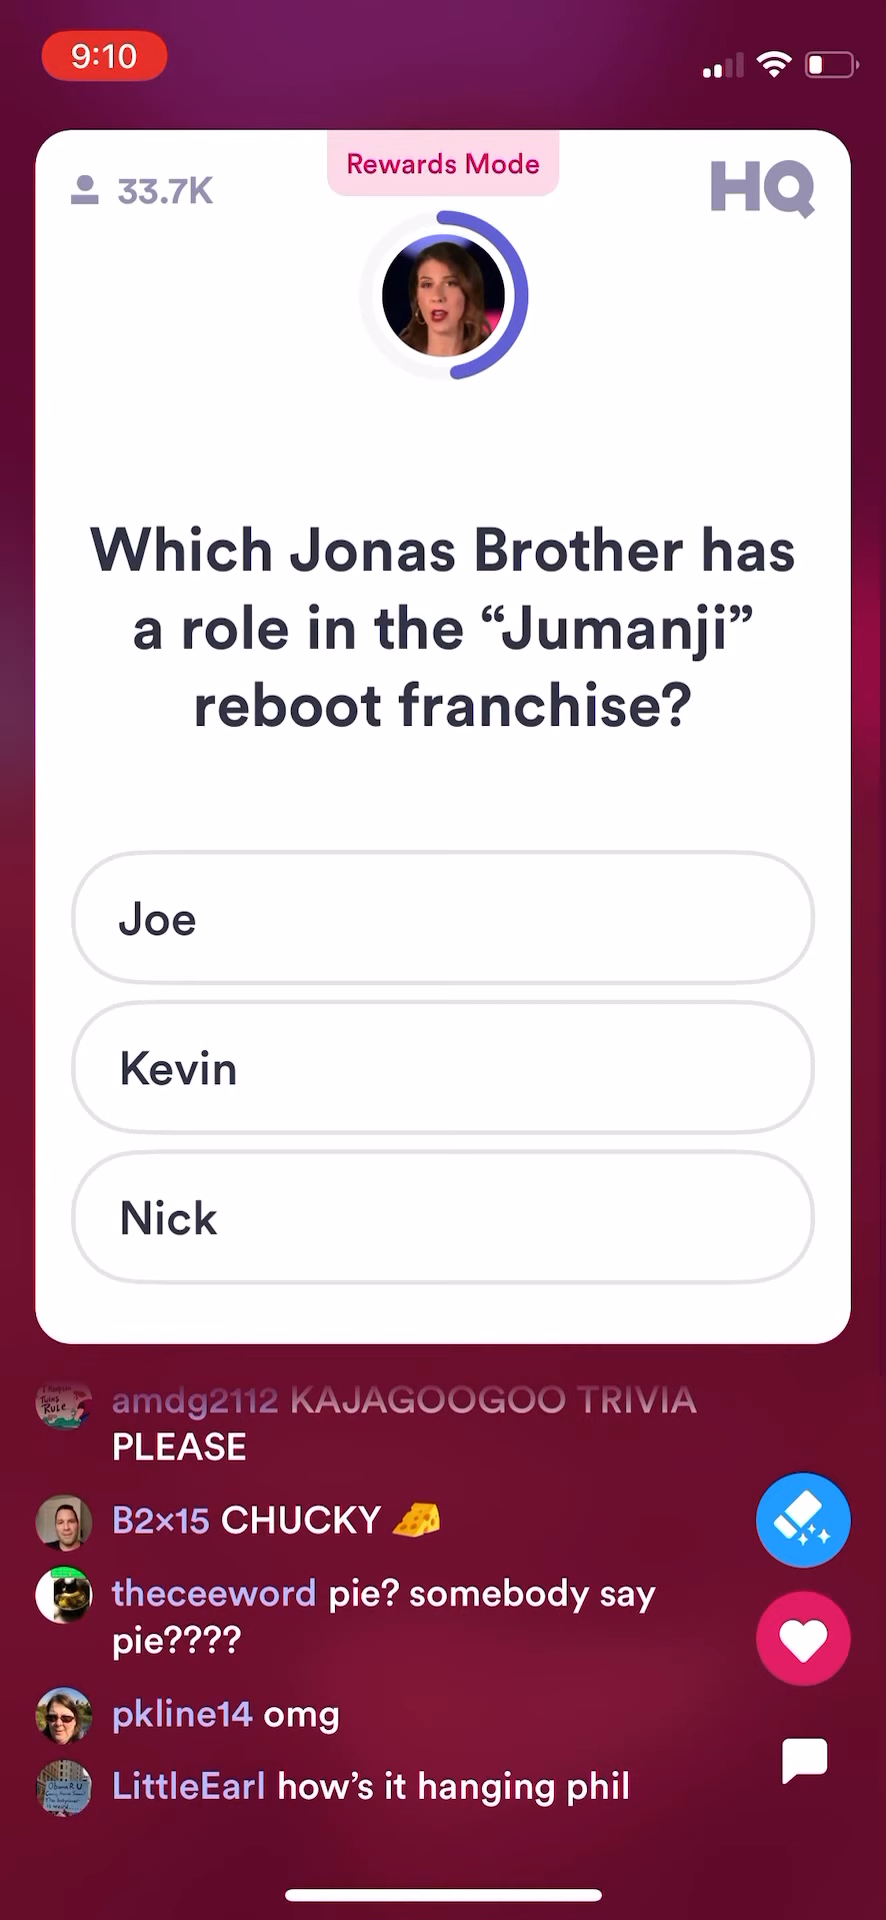 9:10
33.7K
Rewards Mode
HQ
Which Jonas Brother has
a role in the “Jumanji”
reboot franchise?
Joe
Kevin
Nick
amdg2112 KAJAGOOGOO TRIVIA
PLEASE
B2x15 CHUCKY 🧀
theceeword pie? somebody say
pie????
pkline14 omg
LittleEarl how’s it hanging phil